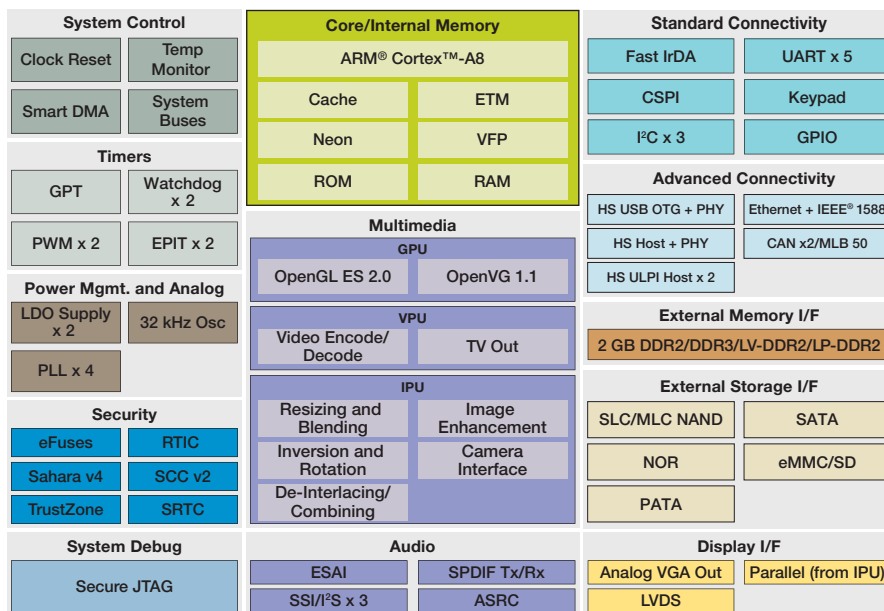 System Control
Clock Reset
Temp
Monitor
Smart DMA
System
Buses
Timers
GPT
Watchdog
x 2
PWM x 2
EPIT x 2
Power Mgmt. and Analog
LDO Supply
x 2
32 kHz Osc
PLL x 4
Security
eFuses
RTIC
Sahara v4
SCC v2
TrustZone
SRTC
System Debug
Secure JTAG
Core/Internal Memory
ARM® Cortex™-A8
Cache
ETM
Neon
VFP
ROM
RAM
Multimedia
GPU
OpenGL ES 2.0
OpenVG 1.1
VPU
Video Encode/
Decode
TV Out
IPU
Resizing and
Blending
Image
Enhancement
Inversion and
Rotation
Camera
Interface
De-Interlacing/
Combining
Audio
ESAI
SPDIF Tx/Rx
SSI/I²S x 3
ASRC
Standard Connectivity
Fast IrDA
UART x 5
CSPI
Keypad
I²C x 3
GPIO
Advanced Connectivity
HS USB OTG + PHY
Ethernet + IEEE® 1588
HS Host + PHY
CAN x2/MLB 50
HS ULPI Host x 2
External Memory I/F
2 GB DDR2/DDR3/LV-DDR2/LP-DDR2
External Storage I/F
SLC/MLC NAND
SATA
NOR
eMMC/SD
PATA
Display I/F
Analog VGA Out
Parallel (from IPU)
LVDS